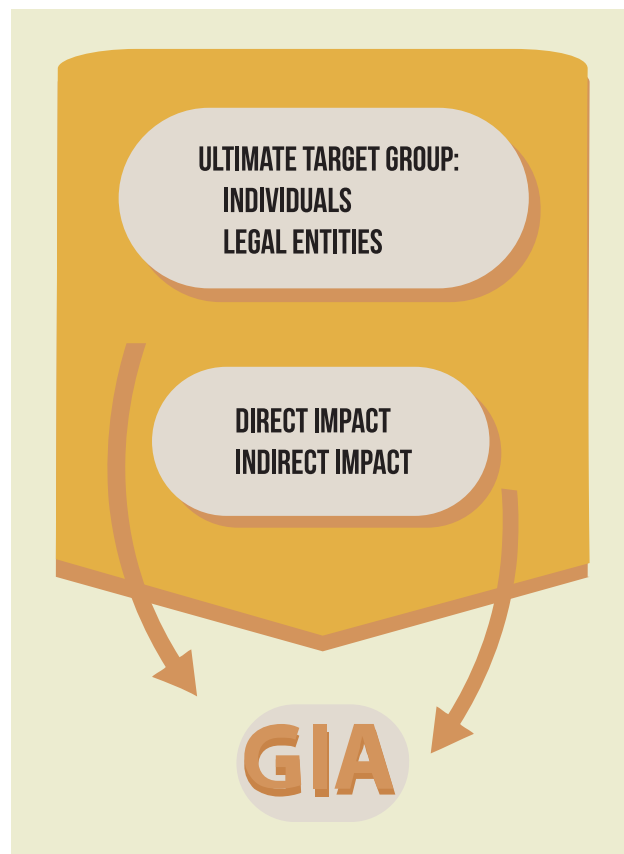 ULTIMATE TARGET GROUP:
INDIVIDUALS
LEGAL ENTITIES
DIRECT IMPACT
INDIRECT IMPACT
GIA